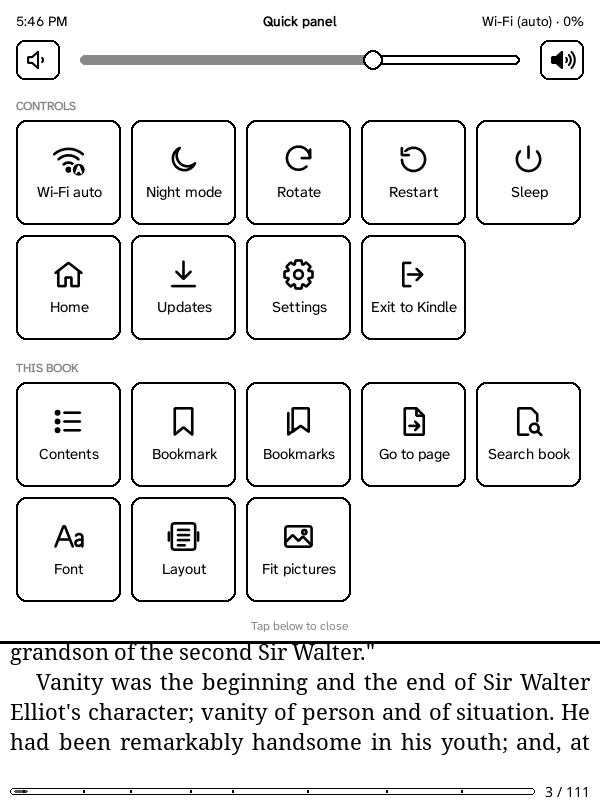 5:46 PM Quick panel Wi-Fi (auto) · 0%
CONTROLS
Wi-Fi auto Night mode Rotate Restart Sleep
Home Updates Settings Exit to Kindle
THIS BOOK
Contents Bookmark Bookmarks Go to page Search book
Font Layout Fit pictures
Tap below to close
grandson of the second Sir Walter."
Vanity was the beginning and the end of Sir Walter
Elliot's character; vanity of person and of situation. He
had been remarkably handsome in his youth; and, at
3 / 111